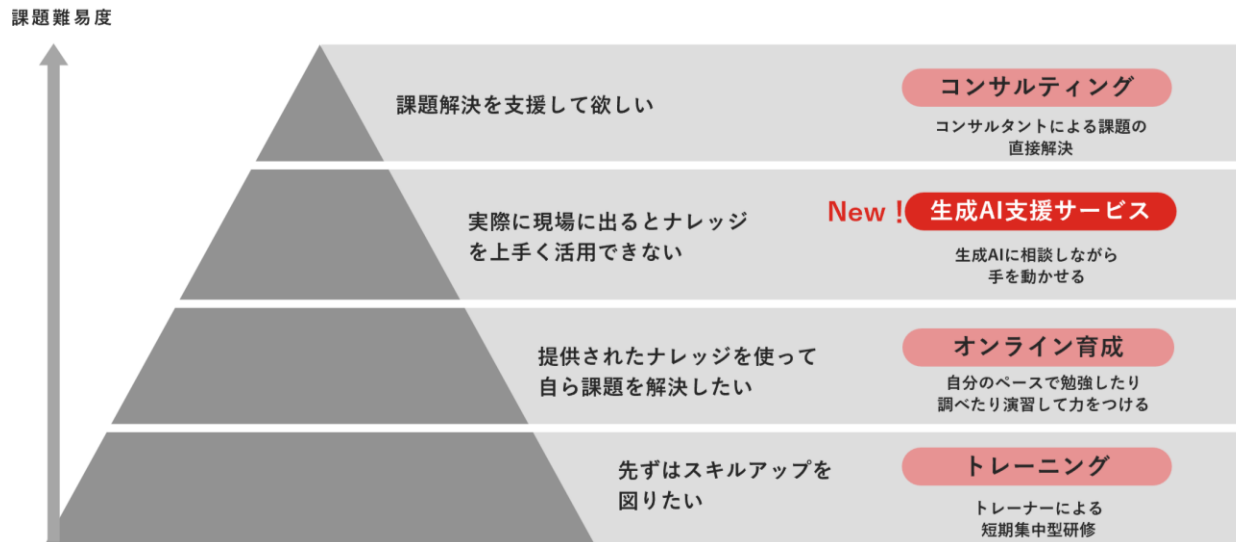 課題難易度
課題解決を支援して欲しい
コンサルティング
コンサルタントによる課題の
直接解決
実際に現場に出るとナレッジ
を上手く活用できない
New！
生成AI支援サービス
生成AIに相談しながら
手を動かせる
提供されたナレッジを使って
自ら課題を解決したい
オンライン育成
自分のペースで勉強したり
調べたり演習して力をつける
先ずはスキルアップを
図りたい
トレーニング
トレーナーによる
短期集中型研修